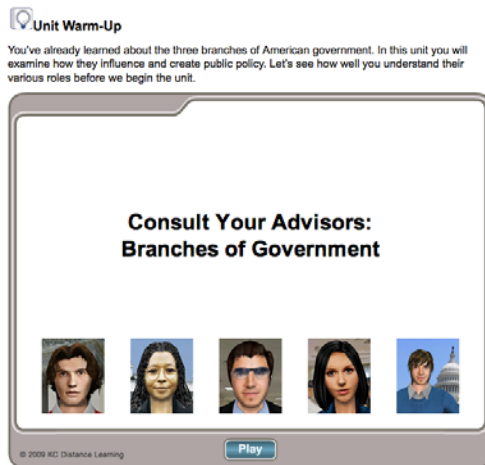 Unit Warm-Up
You've already learned about the three branches of American government. In this unit you will
examine how they influence and create public policy. Let's see how well you understand their
various roles before we begin the unit.
Consult Your Advisors:
Branches of Government
© 2009 KC Distance Learning
Play